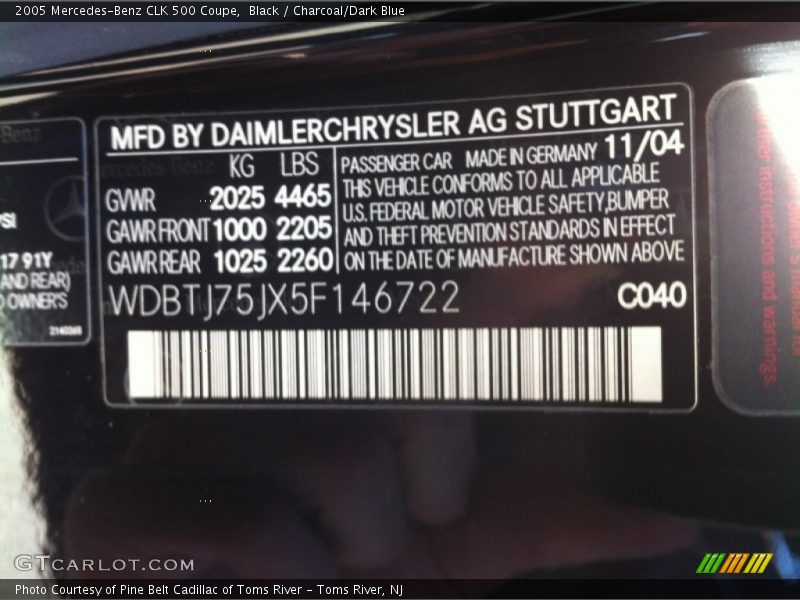 2005 Mercedes-Benz CLK 500 Coupe, Black / Charcoal/Dark Blue
MFD BY DAIMLERCHRYSLER AG STUTTGART
KG LBS
GVWR 2025 4465
GAWR FRONT 1000 2205
GAWR REAR 1025 2260
PASSENGER CAR MADE IN GERMANY 11/04
THIS VEHICLE CONFORMS TO ALL APPLICABLE
U.S. FEDERAL MOTOR VEHICLE SAFETY,BUMPER
AND THEFT PREVENTION STANDARDS IN EFFECT
ON THE DATE OF MANUFACTURE SHOWN ABOVE
WDBTJ75JX5F146722 C040
PSI
17 91Y
AND REAR)
OWNER'S
instructions and warnings.
GTCARLOT.COM
Photo Courtesy of Pine Belt Cadillac of Toms River - Toms River, NJ